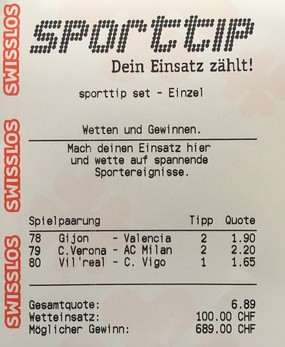 SWISSLOS
sporttip
Dein Einsatz zählt!
sporttip set - Einzel
SWISSLOS
Wetten und Gewinnen.
Mach deinen Einsatz hier
und wette auf spannende
Sportereignisse.
SWISSLOS
Spielpaarung Tipp Quote
78 Gijon - Valencia 2 1.90
79 C.Verona - AC Milan 2 2.20
80 Vil'real - C. Vigo 1 1.65
Gesamtquote: 6.89
Wetteinsatz: 100.00 CHF
Möglicher Gewinn: 689.00 CHF